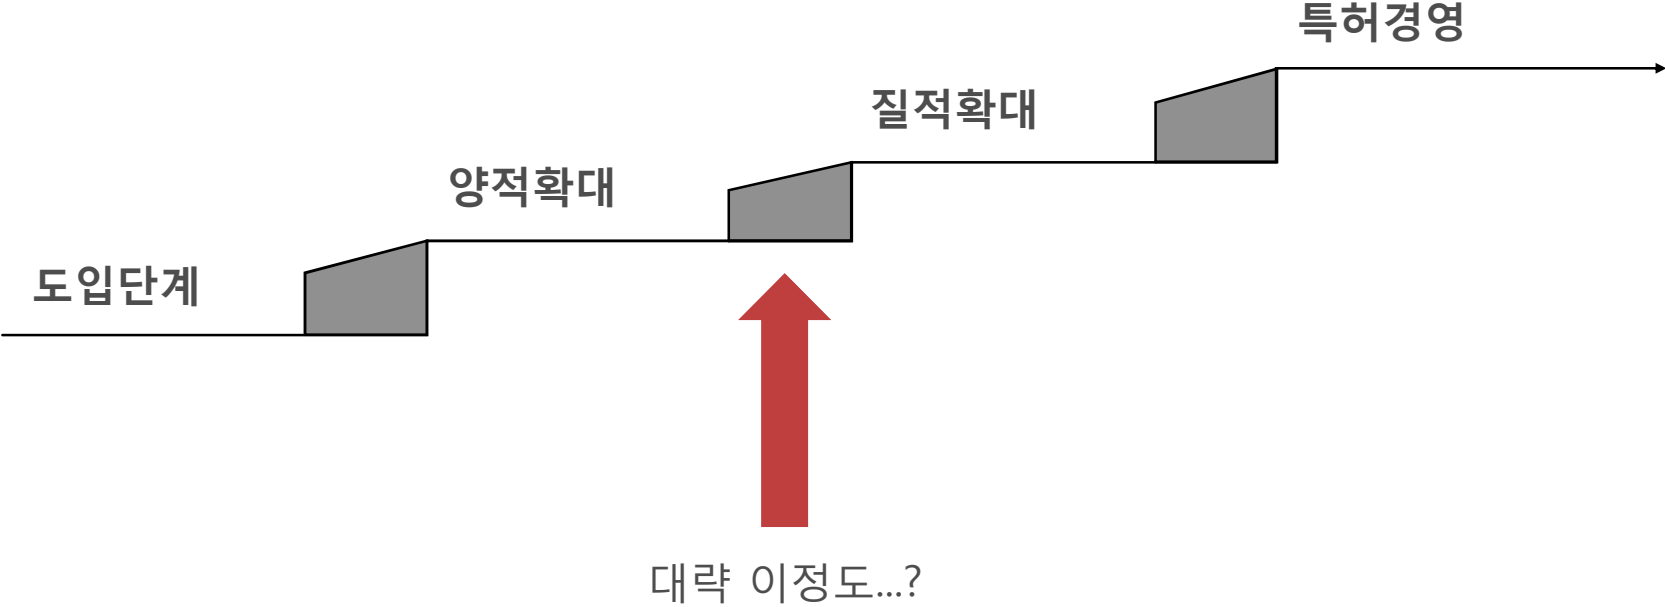 특허경영
질적확대
양적확대
도입단계
대략 이정도...?